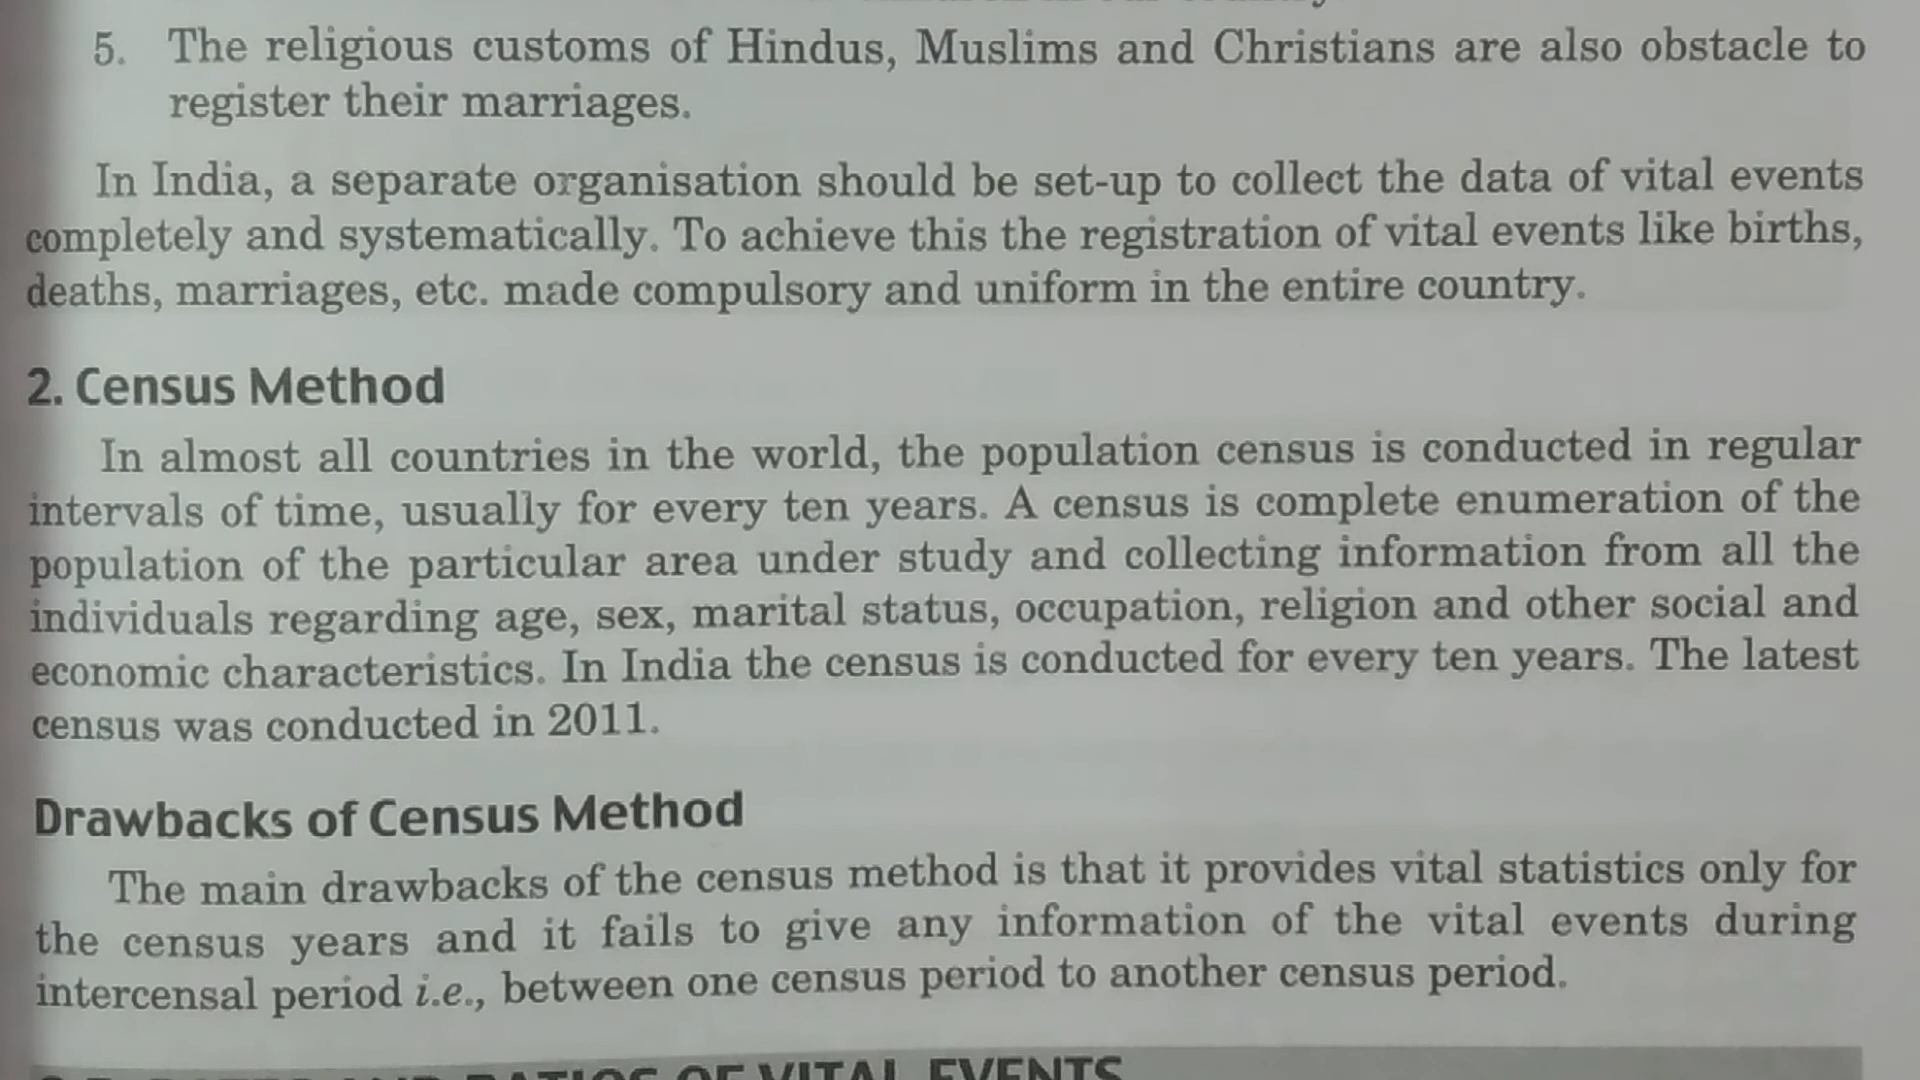 5. The religious customs of Hindus, Muslims and Christians are also obstacle to
register their marriages.
In India, a separate organisation should be set-up to collect the data of vital events
completely and systematically. To achieve this the registration of vital events like births,
deaths, marriages, etc. made compulsory and uniform in the entire country.
2. Census Method
In almost all countries in the world, the population census is conducted in regular
intervals of time, usually for every ten years. A census is complete enumeration of the
population of the particular area under study and collecting information from all the
individuals regarding age, sex, marital status, occupation, religion and other social and
economic characteristics. In India the census is conducted for every ten years. The latest
census was conducted in 2011.
Drawbacks of Census Method
The main drawbacks of the census method is that it provides vital statistics only for
the census years and it fails to give any information of the vital events during
intercensal period i.e., between one census period to another census period.
RATES AND RATIOS OF VITAL EVENTS